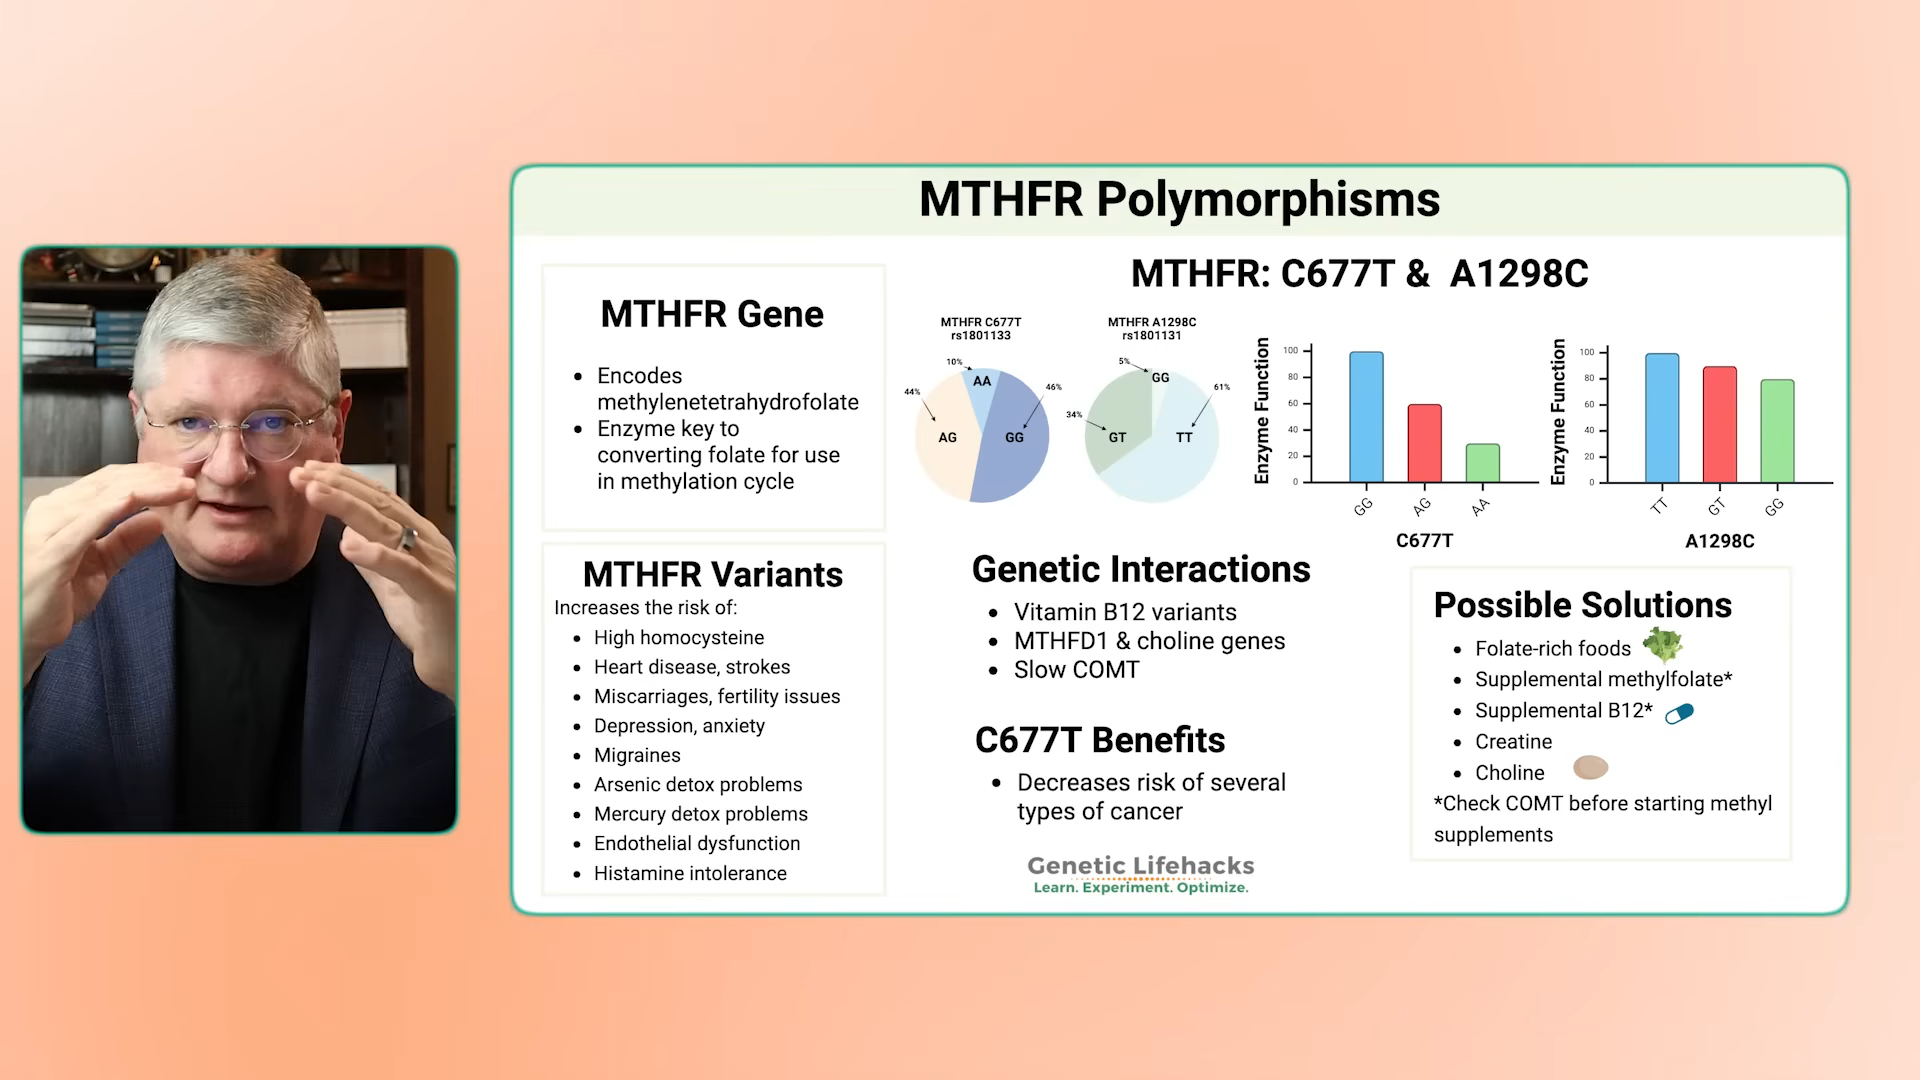 MTHFR Polymorphisms
MTHFR Gene
Encodes
methylenetetrahydrofolate
Enzyme key to
converting folate for use
in methylation cycle
MTHFR Variants
Increases the risk of:
High homocysteine
Heart disease, strokes
Miscarriages, fertility issues
Depression, anxiety
Migraines
Arsenic detox problems
Mercury detox problems
Endothelial dysfunction
Histamine intolerance
MTHFR: C677T & A1298C
MTHFR C677T
rs1801133
10%
AA
44%
46%
AG
GG
MTHFR A1298C
rs1801131
5%
GG
61%
34%
GT
TT
Enzyme Function
100
80
60
40
20
0
GG
AG
AA
C677T
Enzyme Function
100
80
60
40
20
0
TT
GT
GG
A1298C
Genetic Interactions
Vitamin B12 variants
MTHFD1 & choline genes
Slow COMT
C677T Benefits
Decreases risk of several
types of cancer
Genetic Lifehacks
Learn. Experiment. Optimize.
Possible Solutions
Folate-rich foods
Supplemental methylfolate*
Supplemental B12*
Creatine
Choline
*Check COMT before starting methyl
supplements